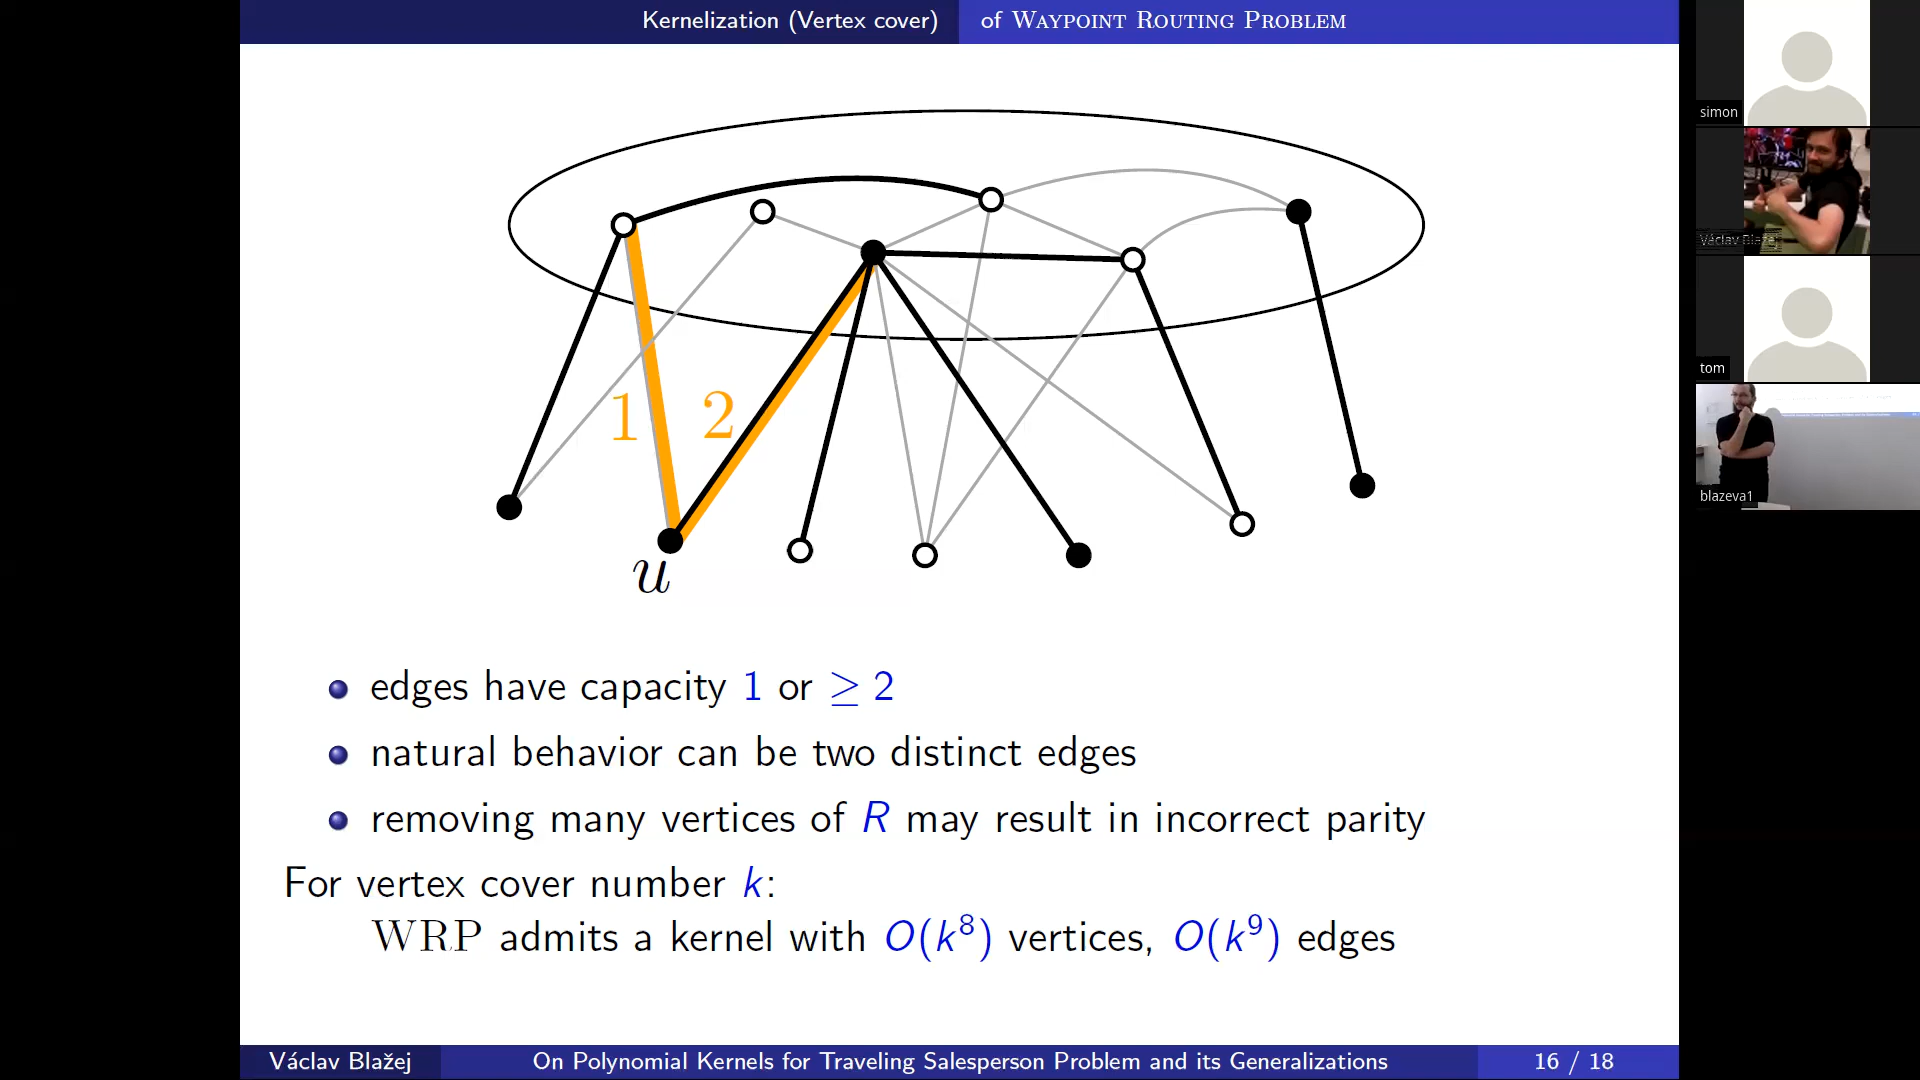 Kernelization (Vertex cover) of WAYPOINT ROUTING PROBLEM
1 2
u
edges have capacity 1 or ≥ 2
natural behavior can be two distinct edges
removing many vertices of R may result in incorrect parity
For vertex cover number k:
WRP admits a kernel with O(k⁸) vertices, O(k⁹) edges
Václav Blažej On Polynomial Kernels for Traveling Salesperson Problem and its Generalizations 16 / 18
simon
Václav Blažej
tom
blazeva1